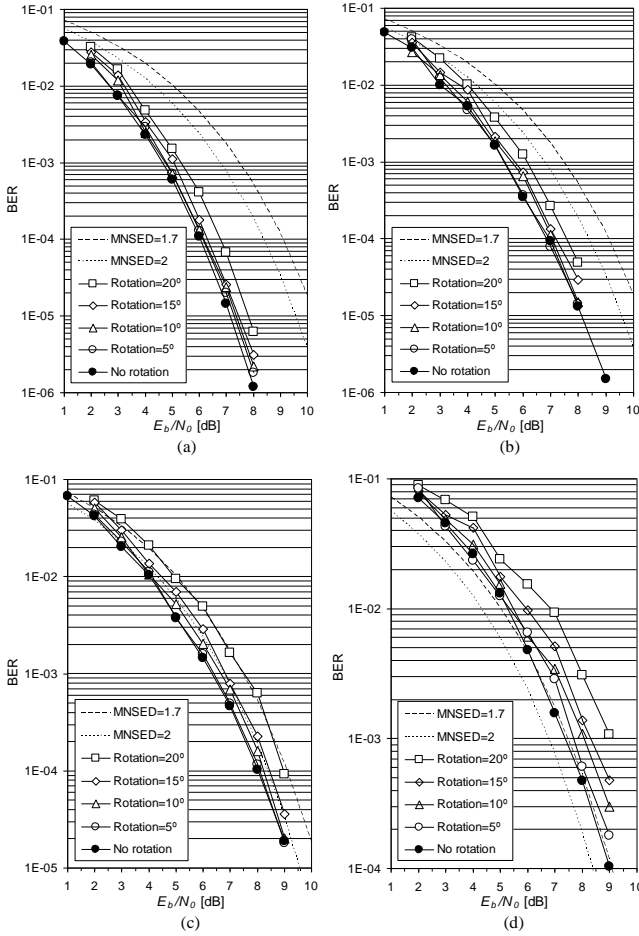 1E-01
1E-02
1E-03
1E-04
1E-05
1E-06
BER
MNSED=1.7
MNSED=2
Rotation=20º
Rotation=15º
Rotation=10º
Rotation=5º
No rotation
1 2 3 4 5 6 7 8 9 10
Eb/N0 [dB]
(a)
1E-01
1E-02
1E-03
1E-04
1E-05
1E-06
BER
MNSED=1.7
MNSED=2
Rotation=20º
Rotation=15º
Rotation=10º
Rotation=5º
No rotation
1 2 3 4 5 6 7 8 9 10
Eb/N0 [dB]
(b)
1E-01
1E-02
1E-03
1E-04
1E-05
BER
MNSED=1.7
MNSED=2
Rotation=20º
Rotation=15º
Rotation=10º
Rotation=5º
No rotation
1 2 3 4 5 6 7 8 9 10
Eb/N0 [dB]
(c)
1E-01
1E-02
1E-03
1E-04
BER
MNSED=1.7
MNSED=2
Rotation=20º
Rotation=15º
Rotation=10º
Rotation=5º
No rotation
1 2 3 4 5 6 7 8 9 10
Eb/N0 [dB]
(d)